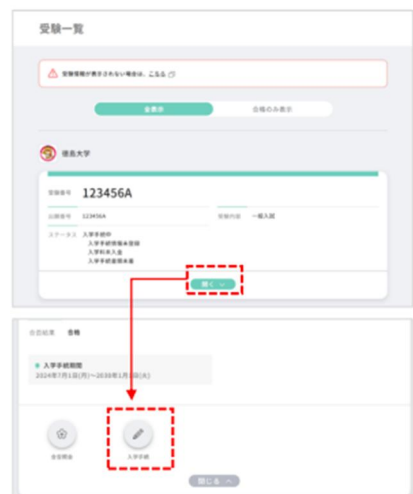 受験一覧
受験情報が表示されない場合は、こちら
全表示
合格のみ表示
徳島大学
受験番号 123456A
出願番号 123456A
受験内容 一般入試
ステータス 入学手続中
入学手続情報未登録
入学料未入金
入学手続書類未着
開く
合否結果 合格
入学手続期間
2024年7月1日(月)~2038年1月1日(火)
合否照会
入学手続
閉じる